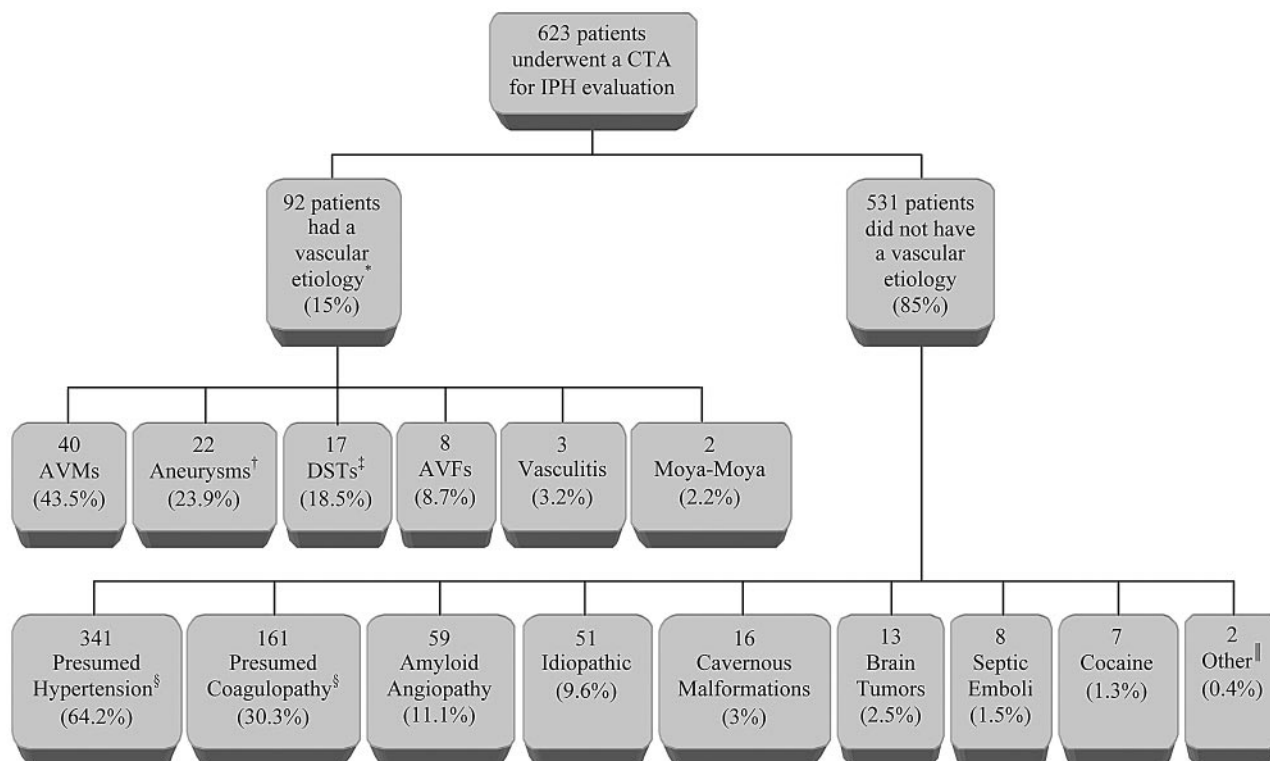 623 patients
underwent a CTA
for IPH evaluation
92 patients
had a
vascular
etiology*
(15%)
531 patients
did not have
a vascular
etiology
(85%)
40
AVMs
(43.5%)
22
Aneurysms†
(23.9%)
17
DSTs‡
(18.5%)
8
AVFs
(8.7%)
3
Vasculitis
(3.2%)
2
Moya-Moya
(2.2%)
341
Presumed
Hypertension§
(64.2%)
161
Presumed
Coagulopathy§
(30.3%)
59
Amyloid
Angiopathy
(11.1%)
51
Idiopathic
(9.6%)
16
Cavernous
Malformations
(3%)
13
Brain
Tumors
(2.5%)
8
Septic
Emboli
(1.5%)
7
Cocaine
(1.3%)
2
Other‖
(0.4%)